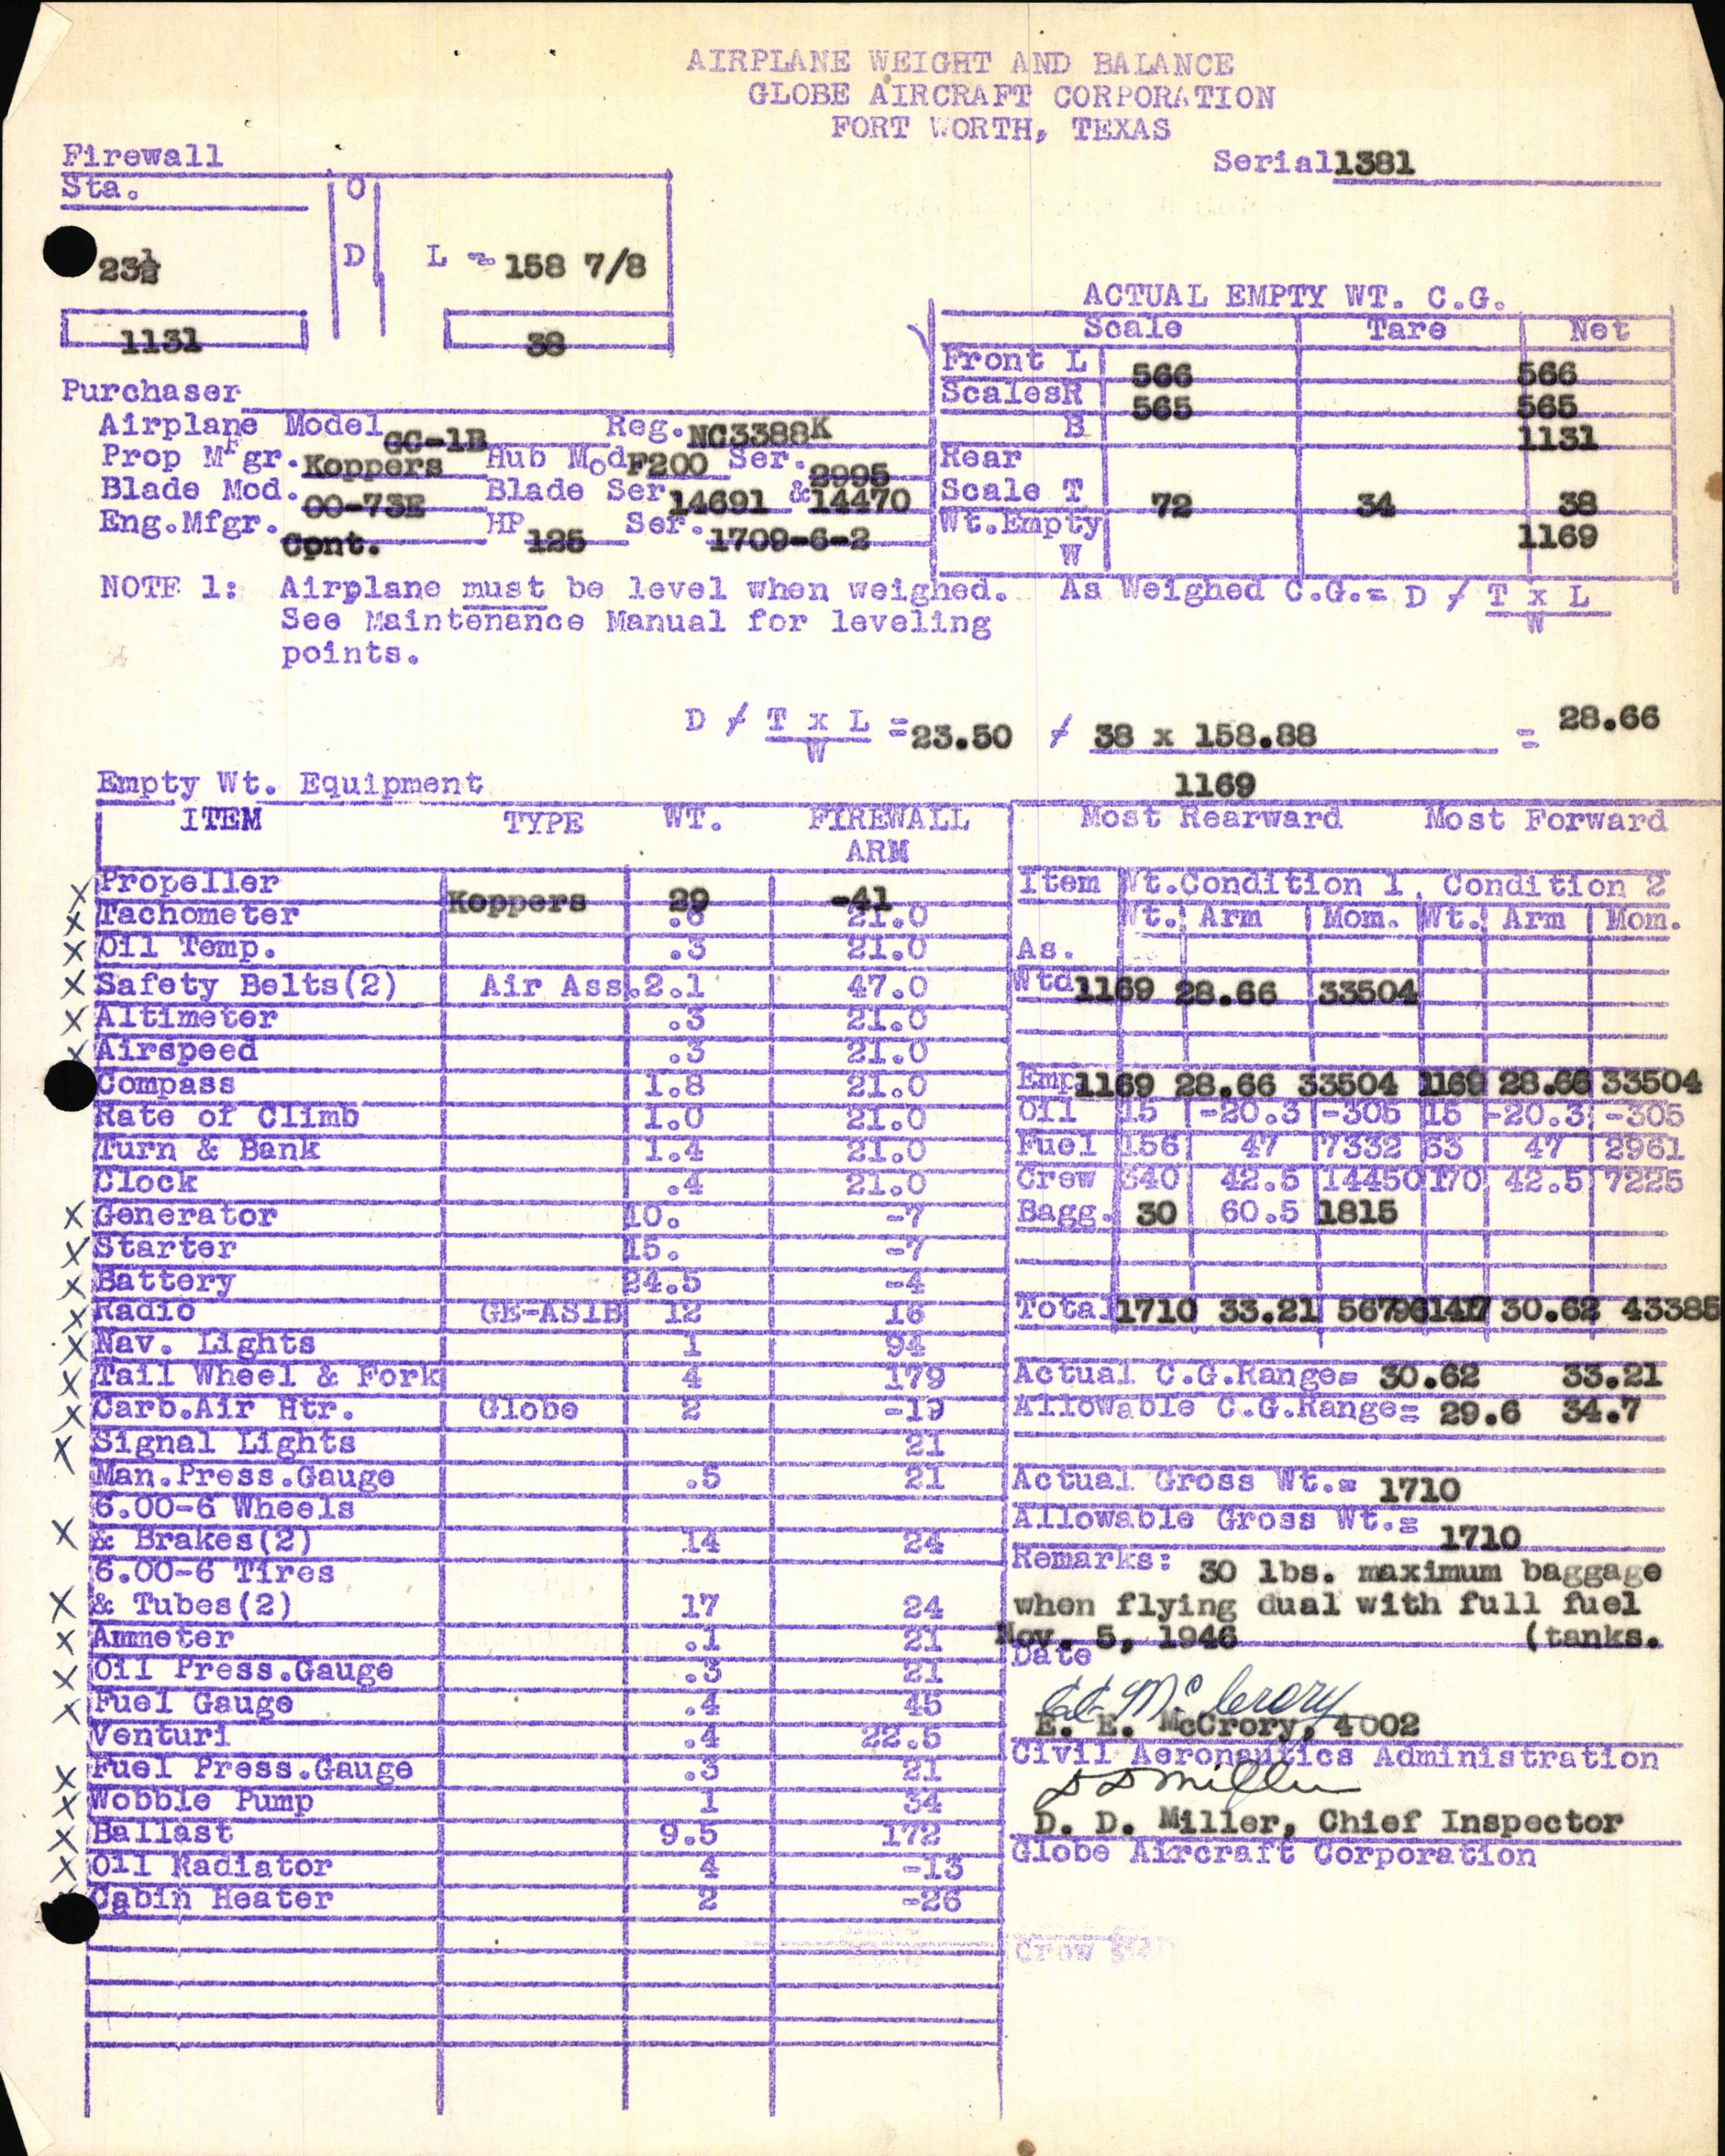 AIRPLANE WEIGHT AND BALANCE
GLOBE AIRCRAFT CORPORATION
FORT WORTH, TEXAS
Serial 1381
Firewall
Sta. O
23½ D L = 158 7/8
1131 38
ACTUAL EMPTY WT. C.G.
Scale Tare Net
Front L 566 566
Scales R 565 565
B 1131
Rear
Scale T 72 34 38
Wt.Empty 1169
W
Purchaser
Airplane Model GC-1B Reg. NC3388K
Prop Mfgr. Koppers Hub Mod F200 Ser. 2995
Blade Mod. 00-73E Blade Ser 14691 & 14470
Eng.Mfgr. Cont. HP 125 Ser. 1709-6-2
NOTE 1: Airplane must be level when weighed.
See Maintenance Manual for leveling
points.
As Weighed C.G.= D / T x L
W
D / T x L = 23.50 / 38 x 158.88 = 28.66
W 1169
Empty Wt. Equipment
ITEM TYPE WT. FIREWALL
ARM
X Propeller Koppers 29 -41
X Tachometer .8 21.0
X Oil Temp. .3 21.0
X Safety Belts(2) Air Ass. 2.1 47.0
X Altimeter .3 21.0
X Airspeed .3 21.0
Compass 1.8 21.0
Rate of Climb 1.0 21.0
Turn & Bank 1.4 21.0
Clock .4 21.0
X Generator 10. -7
X Starter 15. -7
X Battery 24.5 -4
X Radio GE-AS1B 12 16
X Nav. Lights 1 94
X Tail Wheel & Fork 4 179
X Carb.Air Htr. Globe 2 -19
X Signal Lights 21
Man.Press.Gauge .5 21
6.00-6 Wheels
X & Brakes(2) 14 24
6.00-6 Tires
X & Tubes(2) 17 24
X Ammeter .1 21
X Oil Press.Gauge .3 21
X Fuel Gauge .4 45
Venturi .4 22.5
X Fuel Press.Gauge .3 21
X Wobble Pump 1 34
X Ballast 9.5 172
X Oil Radiator 4 -13
Cabin Heater 2 -26
Most Rearward Most Forward
Item Wt. Condition 1. Condition 2
Wt. Arm Mom. Wt. Arm Mom.
As.
Wtd 1169 28.66 33504
Emp 1169 28.66 33504 1169 28.66 33504
Oil 15 -20.3 -305 15 -20.3 -305
Fuel 156 47 7332 63 47 2961
Crew 340 42.5 14450 170 42.5 7225
Bagg. 30 60.5 1815
Total 1710 33.21 56796 1417 30.62 43385
Actual C.G.Range= 30.62 33.21
Allowable C.G.Range= 29.6 34.7
Actual Gross Wt.= 1710
Allowable Gross Wt.= 1710
Remarks: 30 lbs. maximum baggage
when flying dual with full fuel
Nov. 5, 1946 (tanks.
Date
E E McCrory
E. E. McCrory, 4002
Civil Aeronautics Administration
D D Miller
D. D. Miller, Chief Inspector
Globe Aircraft Corporation
Crew